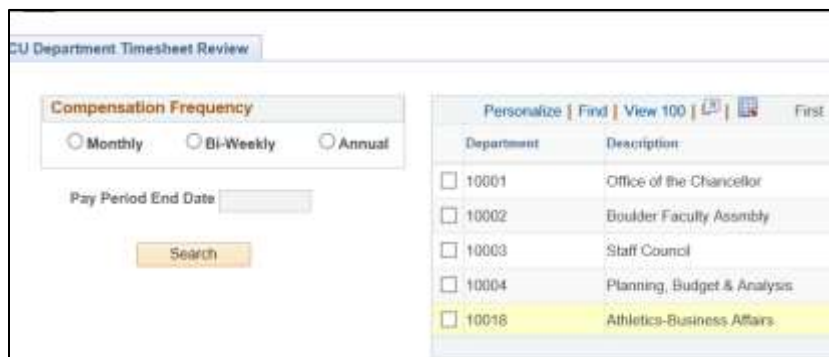 CU Department Timesheet Review
Compensation Frequency
Monthly Bi-Weekly Annual
Pay Period End Date
Search
Personalize | Find | View 100 | | First
Department Description
10001 Office of the Chancellor
10002 Boulder Faculty Assmbly
10003 Staff Council
10004 Planning, Budget & Analysis
10018 Athletics-Business Affairs